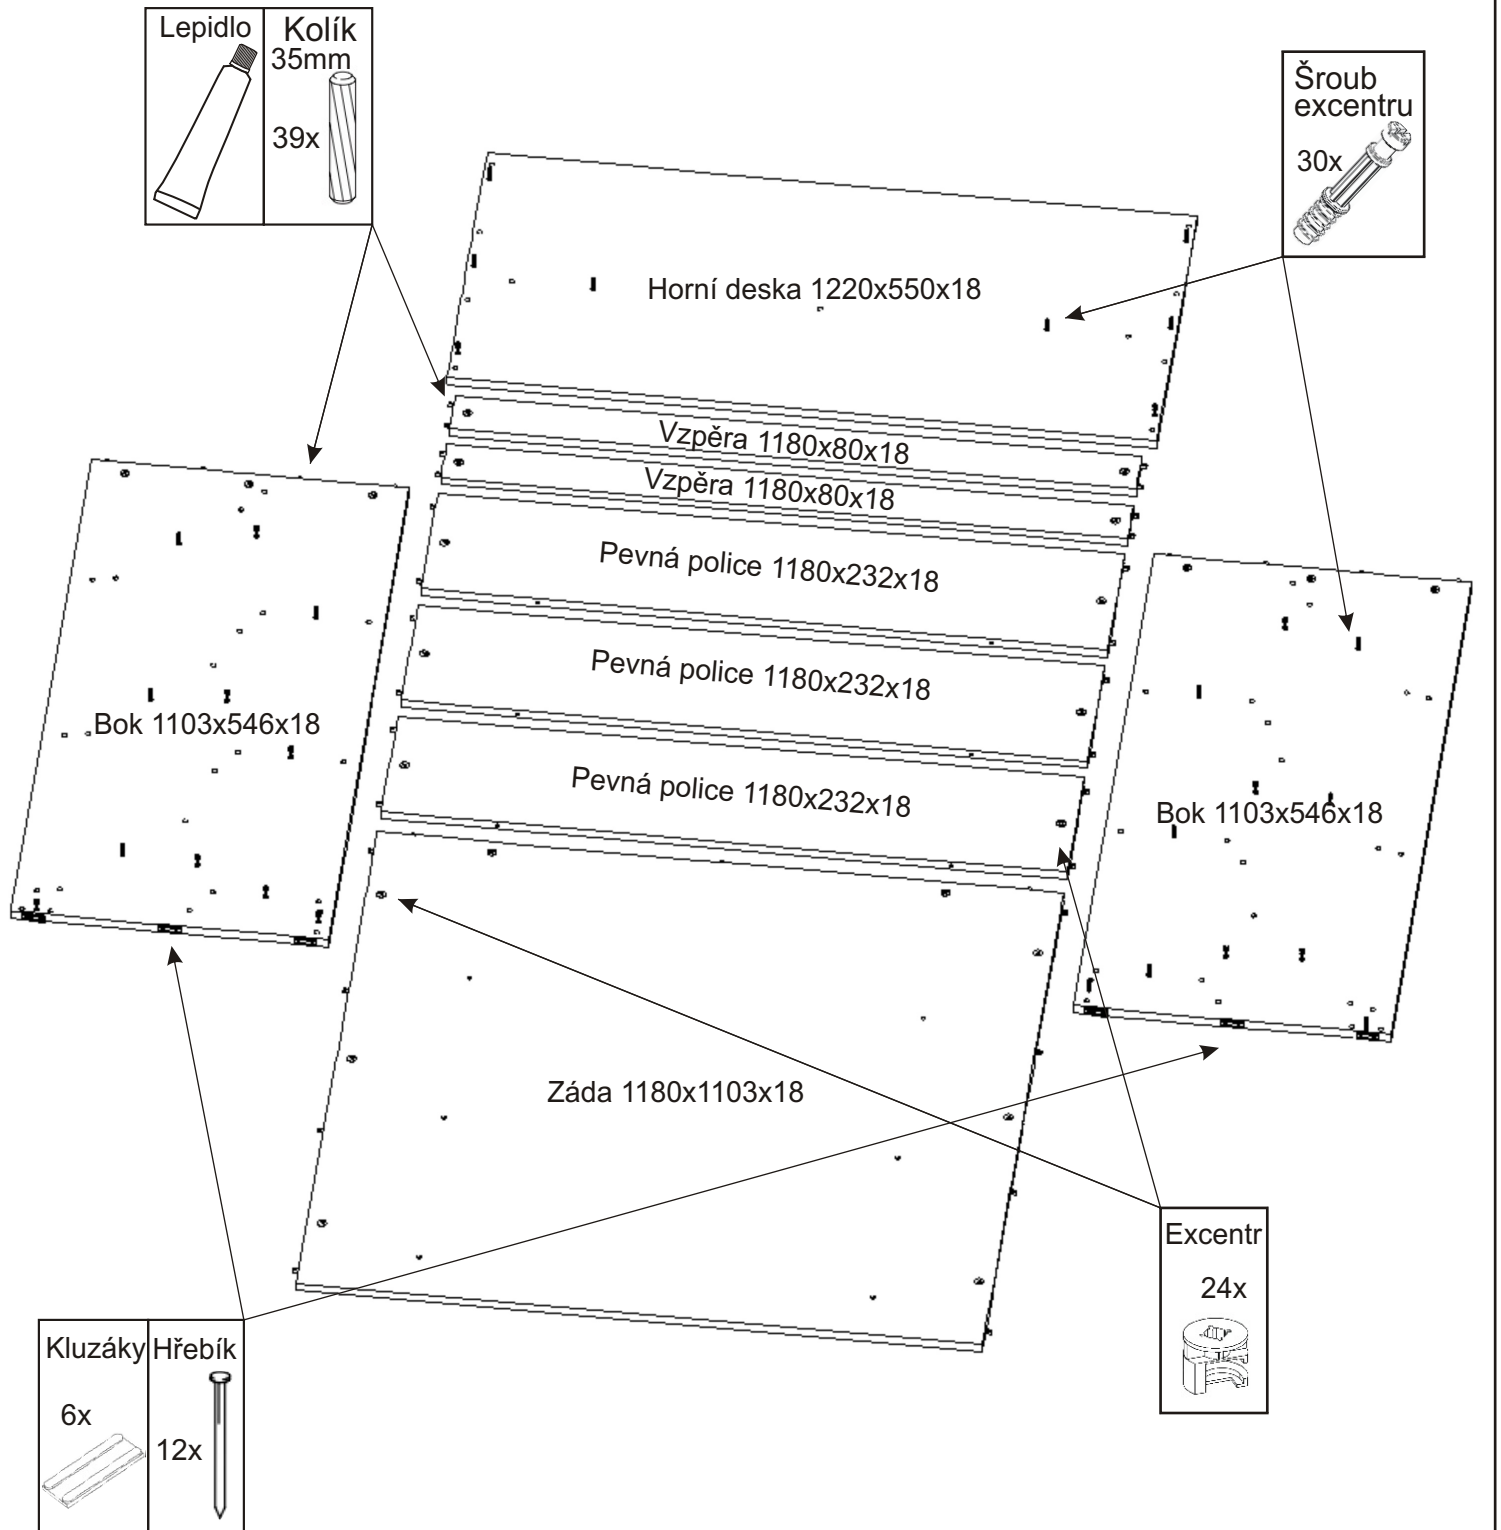 Lepidlo
Kolík
35mm
39x
Šroub
excentru
30x
Horní deska 1220x550x18
Vzpěra 1180x80x18
Vzpěra 1180x80x18
Pevná police 1180x232x18
Pevná police 1180x232x18
Bok 1103x546x18
Pevná police 1180x232x18
Bok 1103x546x18
Záda 1180x1103x18
Excentr
24x
Kluzáky
6x
Hřebík
12x